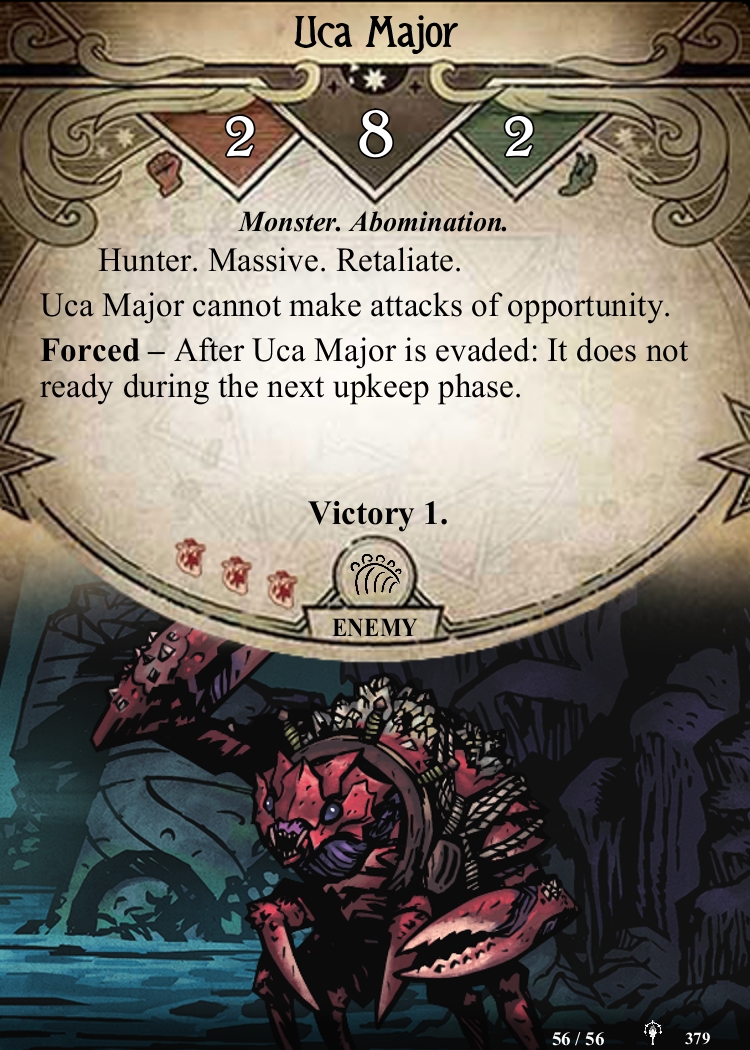 Uca Major
2 8 2
Monster. Abomination.
Hunter. Massive. Retaliate.
Uca Major cannot make attacks of opportunity.
Forced – After Uca Major is evaded: It does not
ready during the next upkeep phase.
Victory 1.
ENEMY
56 / 56 379